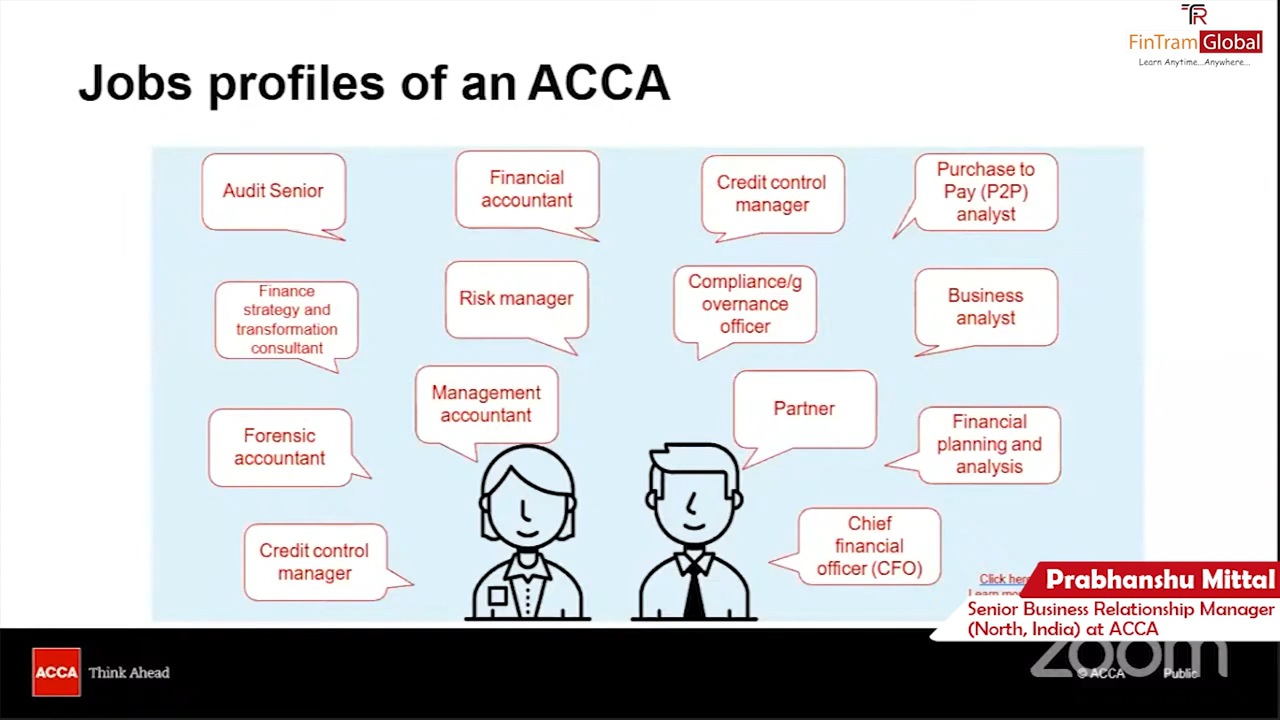 FR
FinTram Global
Learn Anytime...Anywhere...
Jobs profiles of an ACCA
Audit Senior
Financial
accountant
Credit control
manager
Purchase to
Pay (P2P)
analyst
Finance
strategy and
transformation
consultant
Risk manager
Compliance/g
overnance
officer
Business
analyst
Management
accountant
Partner
Forensic
accountant
Financial
planning and
analysis
Credit control
manager
Chief
financial
officer (CFO)
Click here
Prabhanshu Mittal
Senior Business Relationship Manager
(North, India) at ACCA
ACCA Think Ahead
zoom
© ACCA Public